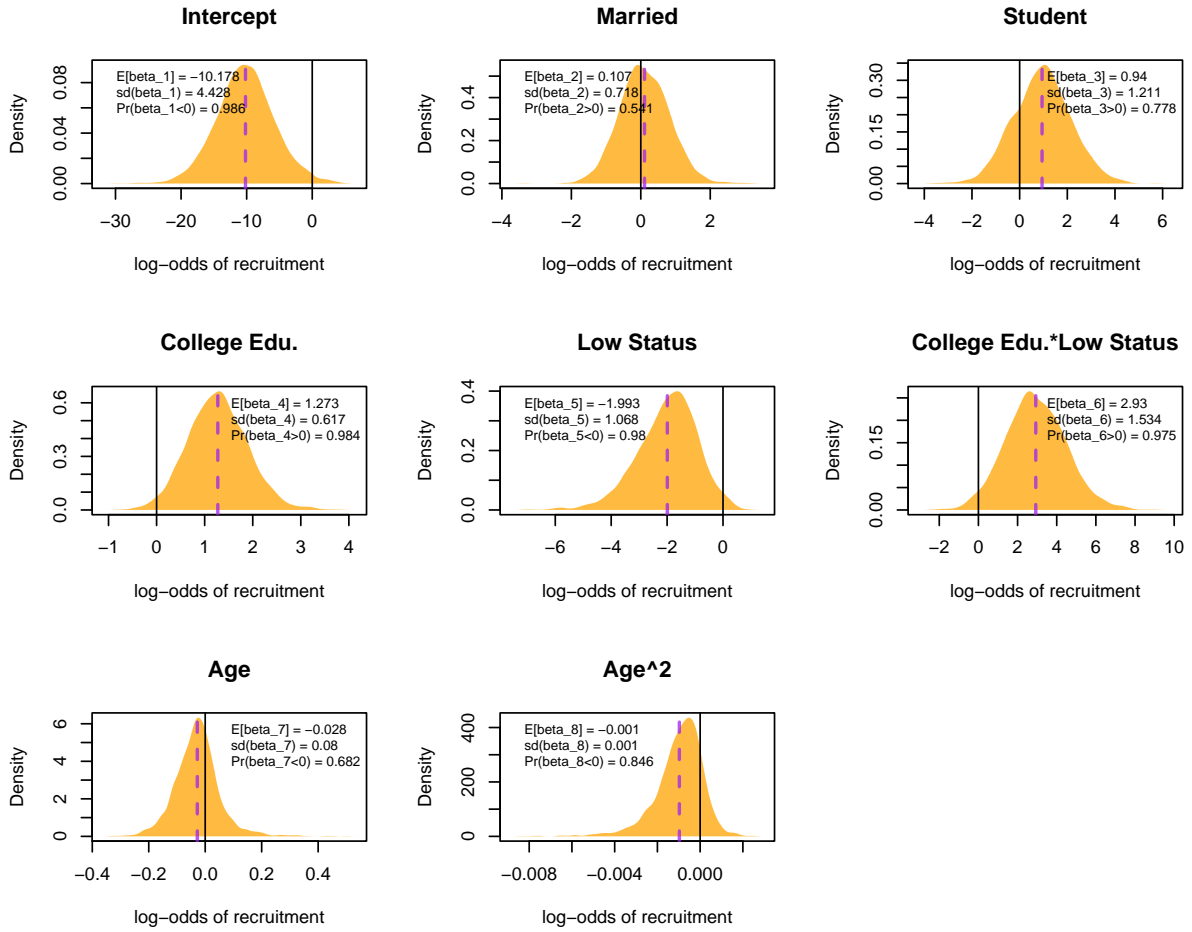 Intercept
E[beta_1] = −10.178
sd(beta_1) = 4.428
Pr(beta_1<0) = 0.986
Density
0.00
0.04
0.08
−30
−20
−10
0
log−odds of recruitment
Married
E[beta_2] = 0.107
sd(beta_2) = 0.718
Pr(beta_2>0) = 0.541
Density
0.0
0.2
0.4
−4
−2
0
2
log−odds of recruitment
Student
E[beta_3] = 0.94
sd(beta_3) = 1.211
Pr(beta_3>0) = 0.778
Density
0.00
0.15
0.30
−4
−2
0
2
4
6
log−odds of recruitment
College Edu.
E[beta_4] = 1.273
sd(beta_4) = 0.617
Pr(beta_4>0) = 0.984
Density
0.0
0.3
0.6
−1
0
1
2
3
4
log−odds of recruitment
Low Status
E[beta_5] = −1.993
sd(beta_5) = 1.068
Pr(beta_5<0) = 0.98
Density
0.0
0.2
0.4
−6
−4
−2
0
log−odds of recruitment
College Edu.*Low Status
E[beta_6] = 2.93
sd(beta_6) = 1.534
Pr(beta_6>0) = 0.975
Density
0.00
0.15
−2
0
2
4
6
8
10
log−odds of recruitment
Age
E[beta_7] = −0.028
sd(beta_7) = 0.08
Pr(beta_7<0) = 0.682
Density
0
2
4
6
−0.4
−0.2
0.0
0.2
0.4
log−odds of recruitment
Age^2
E[beta_8] = −0.001
sd(beta_8) = 0.001
Pr(beta_8<0) = 0.846
Density
0
200
400
−0.008
−0.004
0.000
log−odds of recruitment